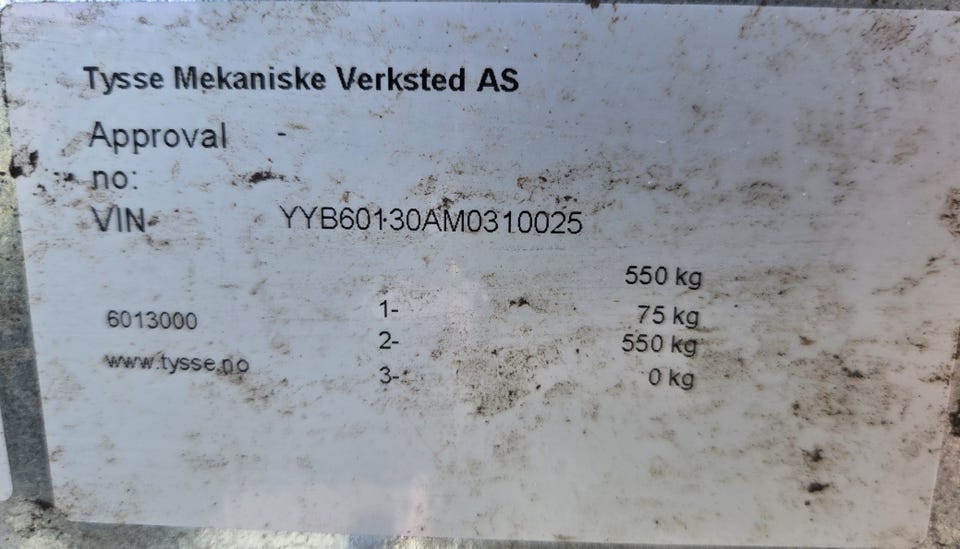 Tysse Mekaniske Verksted AS
Approval -
no:
VIN YYB60130AM0310025
550 kg
6013000 1- 75 kg
2- 550 kg
www.tysse.no 3- 0 kg